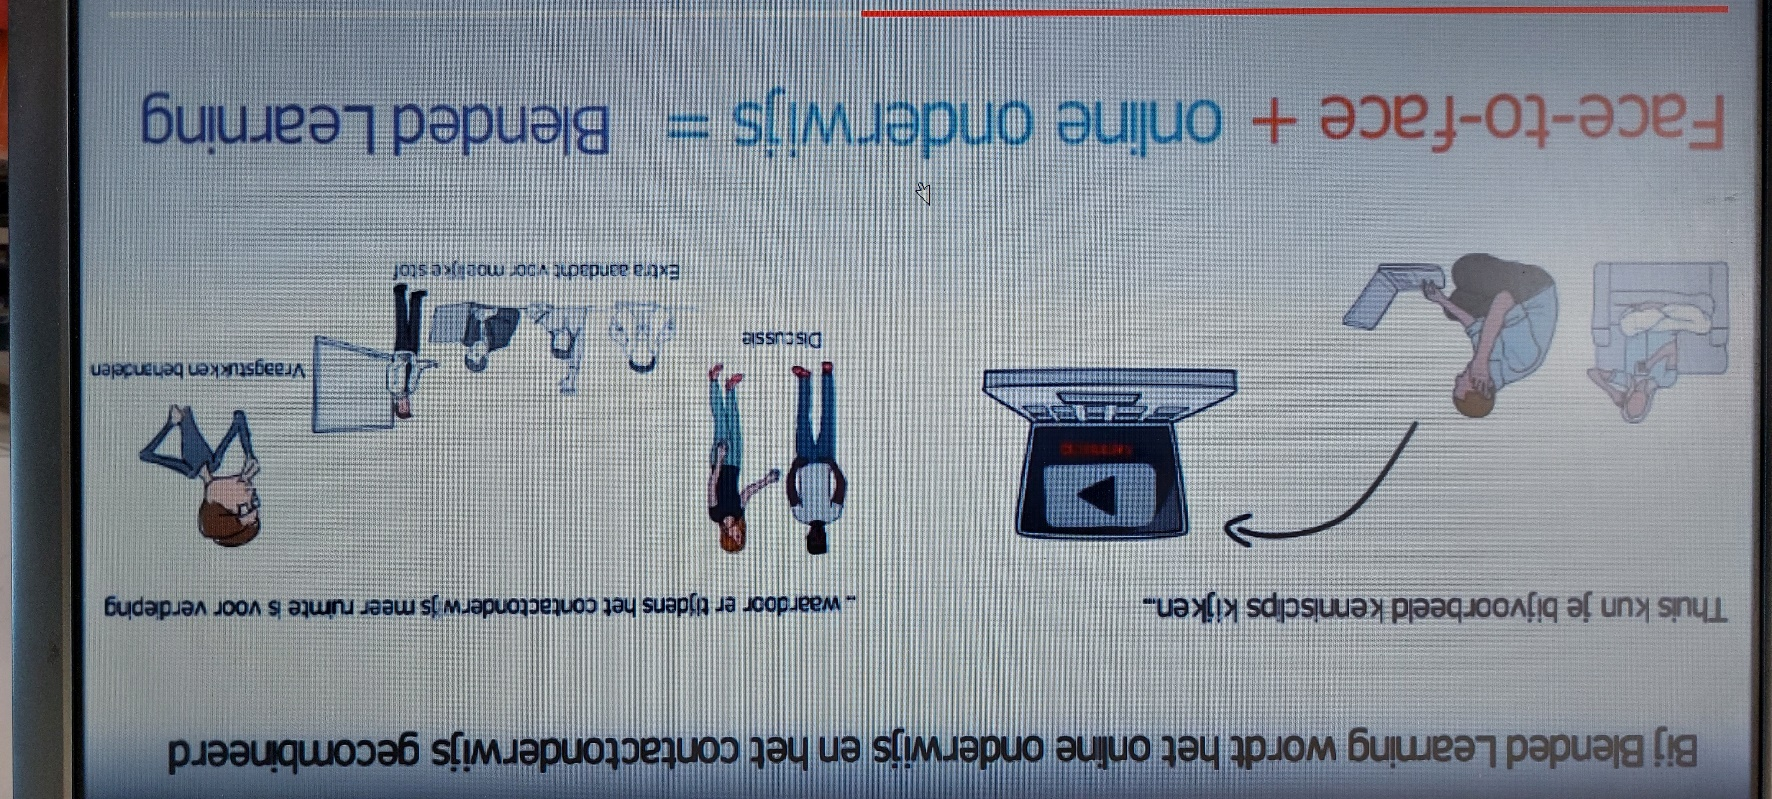 Bij Blended Learning wordt het online onderwijs en het contactonderwijs gecombineerd
Thuis kun je bijvoorbeeld kennisclips kijken...
... waardoor er tijdens het contactonderwijs meer ruimte is voor verdieping
Vraagstukken behandelen
Discussie
Extra aandacht voor moeilijke stof
Face-to-face + online onderwijs = Blended Learning